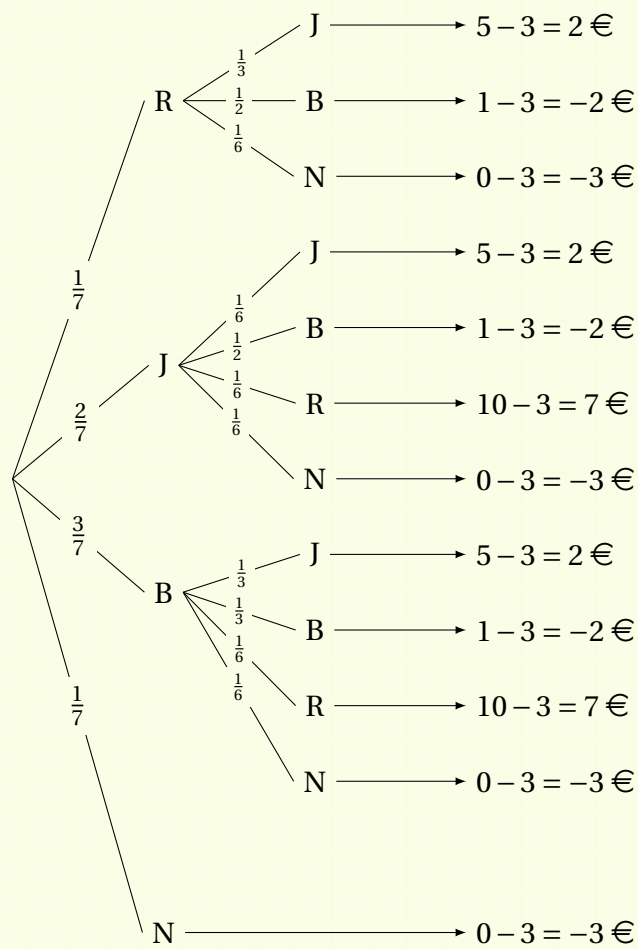 J 5 − 3 = 2 €
1/3
R 1/2 B 1 − 3 = −2 €
1/6
N 0 − 3 = −3 €
J 5 − 3 = 2 €
1/7
1/6
B 1 − 3 = −2 €
1/2
J
1/6
R 10 − 3 = 7 €
2/7
1/6
N 0 − 3 = −3 €
3/7
J 5 − 3 = 2 €
1/3
B
1/3
B 1 − 3 = −2 €
1/6
1/6
1/7
R 10 − 3 = 7 €
N 0 − 3 = −3 €
N 0 − 3 = −3 €